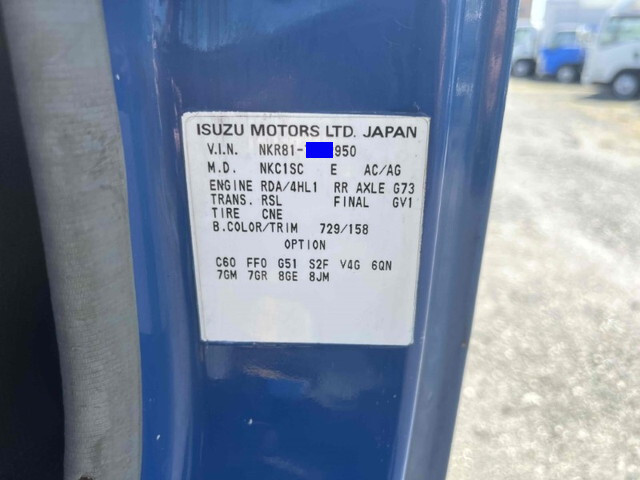 ISUZU MOTORS LTD. JAPAN
V.I.N. NKR81- 950
M.D. NKC1SC E AC/AG
ENGINE RDA/4HL1 RR AXLE G73
TRANS. RSL FINAL GV1
TIRE CNE
B.COLOR/TRIM 729/158
OPTION
C60 FF0 G51 S2F V4G 6QN
7GM 7GR 8GE 8JM